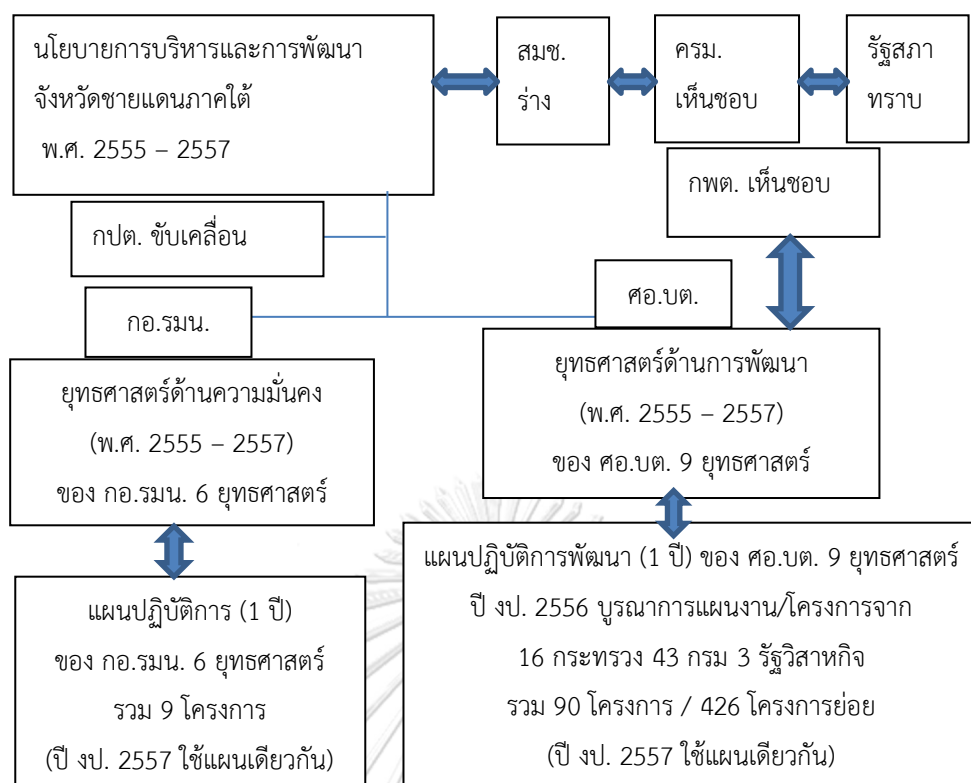 นโยบายการบริหารและการพัฒนา
จังหวัดชายแดนภาคใต้
พ.ศ. 2555 – 2557
สมช.
ร่าง
ครม.
เห็นชอบ
รัฐสภา
ทราบ
กพต. เห็นชอบ
กปต. ขับเคลื่อน
กอ.รมน.
ศอ.บต.
ยุทธศาสตร์ด้านความมั่นคง
(พ.ศ. 2555 – 2557)
ของ กอ.รมน. 6 ยุทธศาสตร์
ยุทธศาสตร์ด้านการพัฒนา
(พ.ศ. 2555 – 2557)
ของ ศอ.บต. 9 ยุทธศาสตร์
แผนปฏิบัติการ (1 ปี)
ของ กอ.รมน. 6 ยุทธศาสตร์
รวม 9 โครงการ
(ปี งป. 2557 ใช้แผนเดียวกัน)
แผนปฏิบัติการพัฒนา (1 ปี) ของ ศอ.บต. 9 ยุทธศาสตร์
ปี งป. 2556 บูรณาการแผนงาน/โครงการจาก
16 กระทรวง 43 กรม 3 รัฐวิสาหกิจ
รวม 90 โครงการ / 426 โครงการย่อย
(ปี งป. 2557 ใช้แผนเดียวกัน)